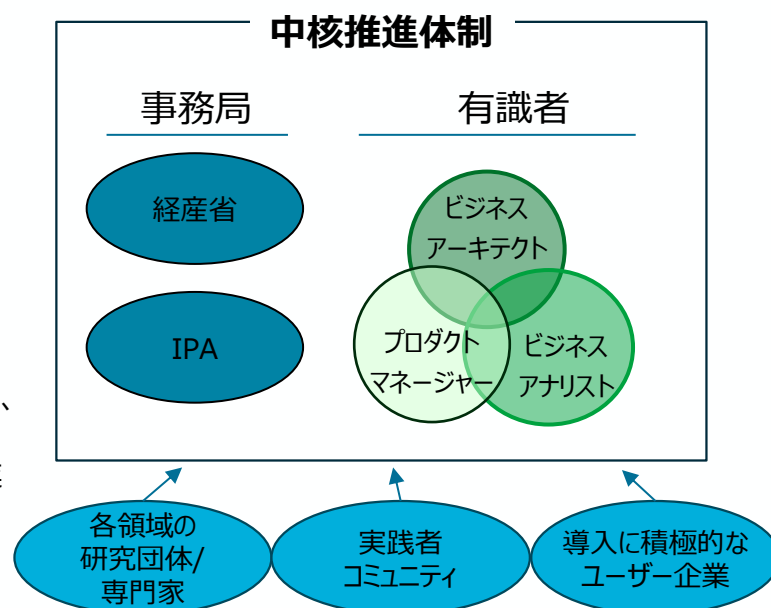 中核推進体制
事務局
有識者
経産省
IPA
ビジネス
アーキテクト
プロダクト
マネージャー
ビジネス
アナリスト
、
各領域の
研究団体/
専門家
実践者
コミュニティ
導入に積極的な
ユーザー企業